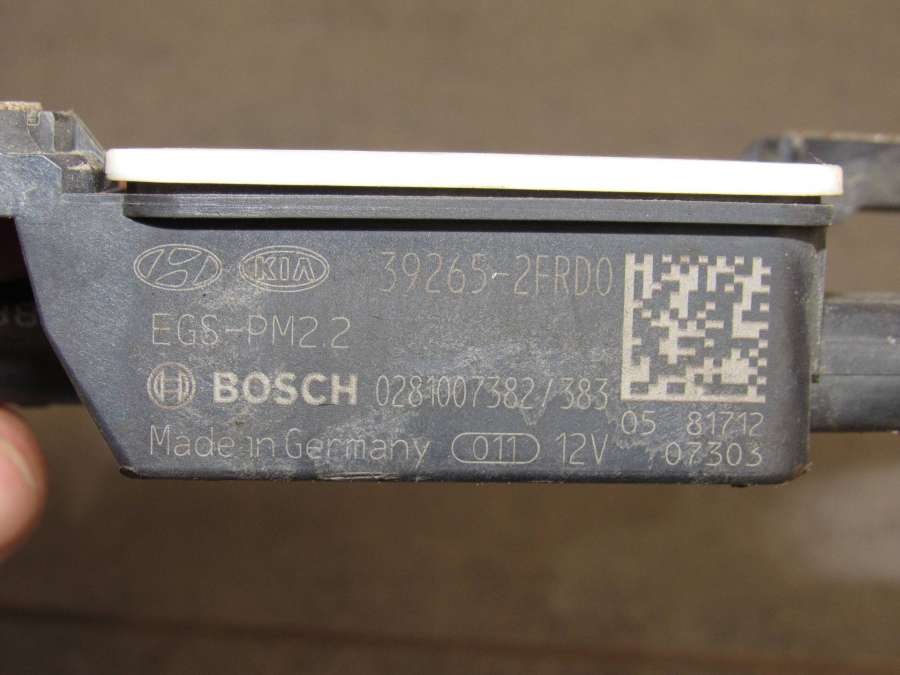 KIA 39265-2FRD0
EGS-PM2.2
BOSCH 0281007382/383
Made in Germany 011 12V
05 81712
07303